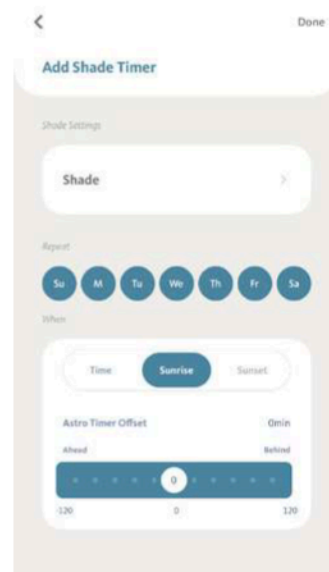 Done
Add Shade Timer
Shade Settings
Shade
Repeat
Su M Tu We Th Fr Sa
When
Time Sunrise Sunset
Astro Timer Offset 0min
Ahead Behind
0
-120 0 120